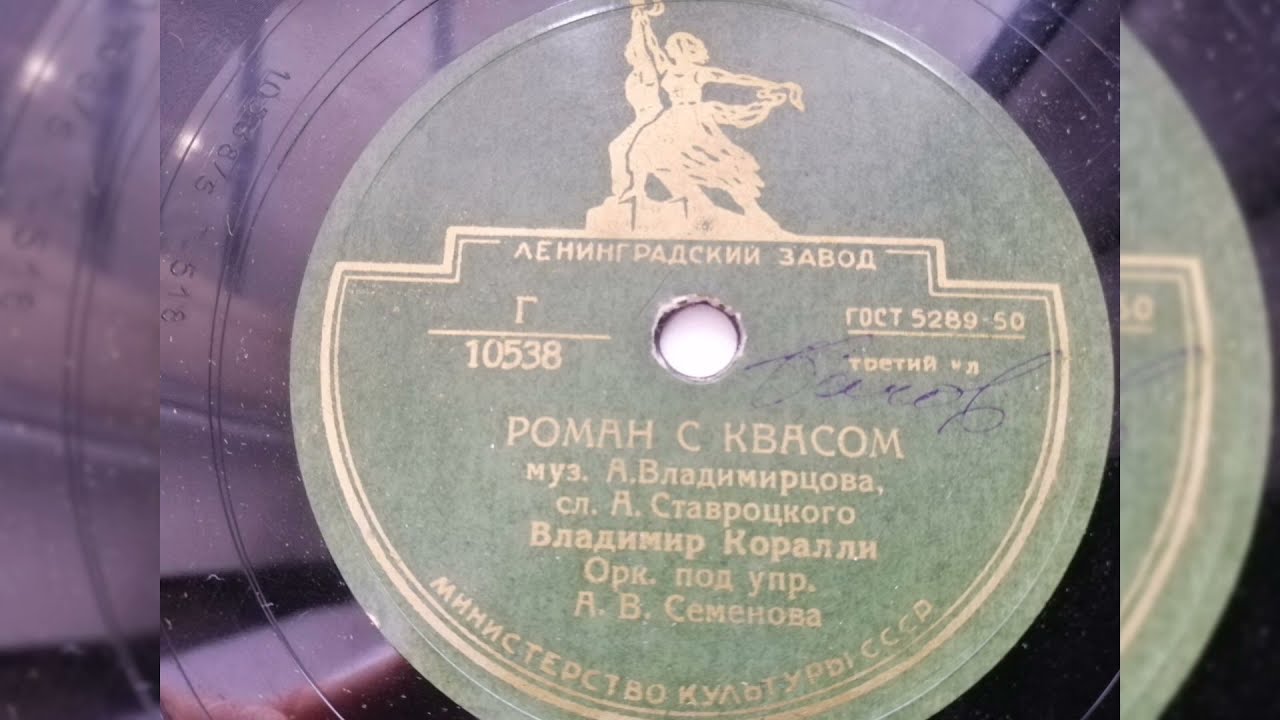 ЛЕНИНГРАДСКИЙ ЗАВОД
Г
10538
ГОСТ 5289-50
третий
РОМАН С КВАСОМ
муз. А.Владимирцова,
сл. А. Ставроцкого
Владимир Коралли
Орк. под упр.
А. В. Семенова
МИНИСТЕРСТВО КУЛЬТУРЫ СССР
518